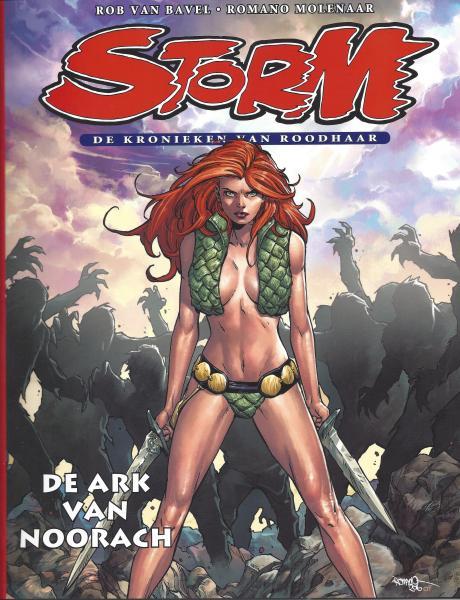 ROB VAN BAVEL • ROMANO MOLENAAR
STORM
DE KRONIEKEN VAN ROODHAAR
DE ARK
VAN
NOORACH